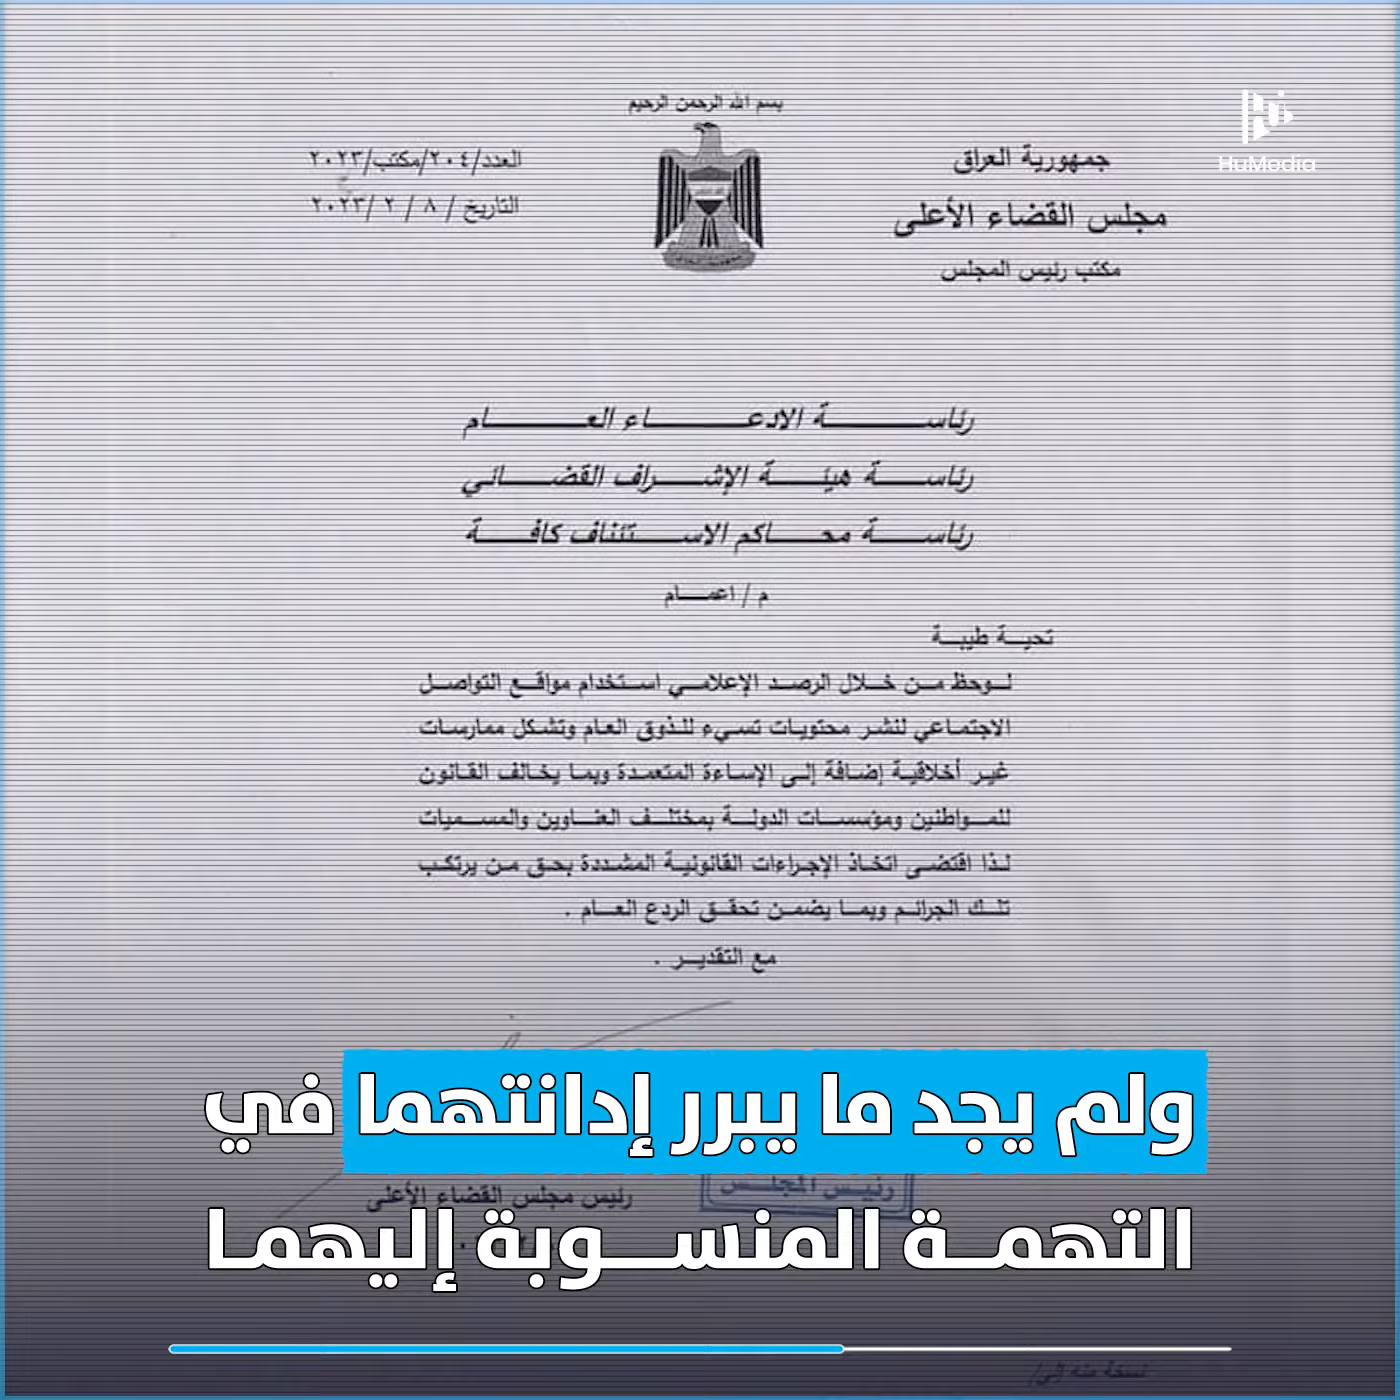 بسم الله الرحمن الرحيم
HuMedia
جمهورية العراق
مجلس القضاء الأعلى
مكتب رئيس المجلس
العدد/٢٠٤/مكتب/٢٠٢٣
التاريخ / ٨ / ٢ /٢٠٢٣
رئاسة الادعاء العام
رئاسة هيئة الإشراف القضائي
رئاسة محاكم الاستئناف كافة
م / اعمام
تحية طيبة
لوحظ من خلال الرصد الإعلامي استخدام مواقع التواصل
الاجتماعي لنشر محتويات تسيء للذوق العام وتشكل ممارسات
غير أخلاقية إضافة إلى الإساءة المتعمدة وبما يخالف القانون
للمواطنين ومؤسسات الدولة بمختلف العناوين والمسميات
لذا اقتضى اتخاذ الإجراءات القانونية المشددة بحق من يرتكب
تلك الجرائم وبما يضمن تحقق الردع العام .
مع التقدير .
ولم يجد ما يبرر إدانتهما في
رئيس المجلس
رئيس مجلس القضاء الأعلى
التهمة المنسوبة إليهما
نسخة منه إلى/